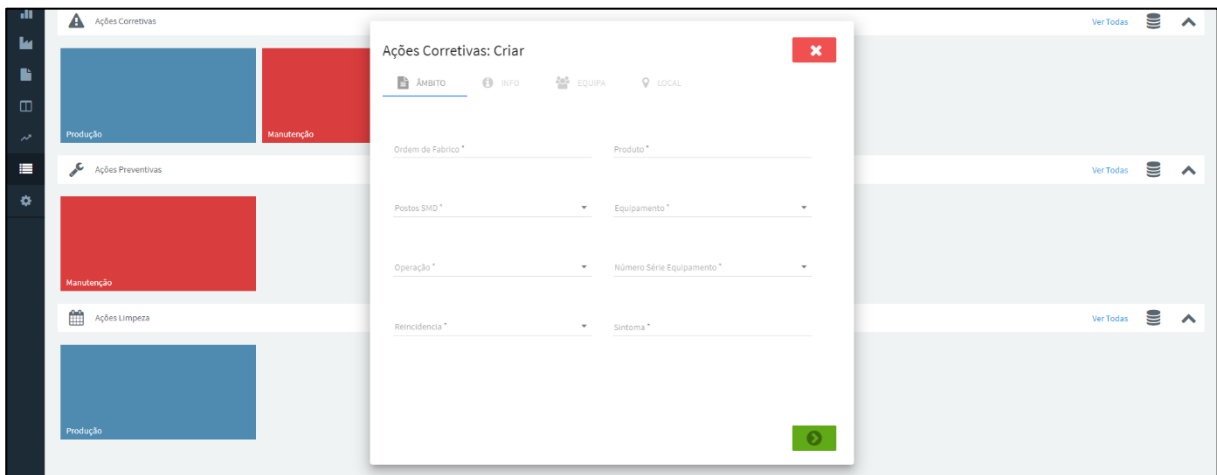 Ações Corretivas
Ver Todas
Produção
Manutenção
Ações Preventivas
Ver Todas
Manutenção
Ações Limpeza
Ver Todas
Produção
Ações Corretivas: Criar
ÂMBITO INFO EQUIPA LOCAL
Ordem de Fabrico * Produto *
Postos SMD * Equipamento *
Operação * Número Série Equipamento *
Reincidencia * Sintoma *